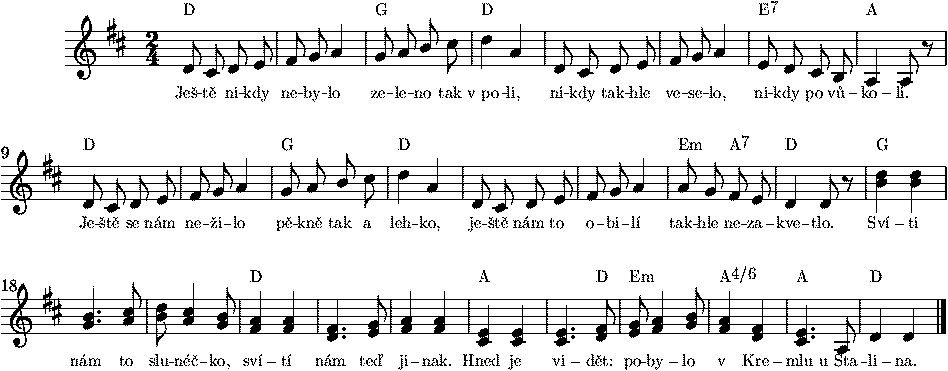 D G D E7 A
Ješ-tě ni-kdy ne-by-lo ze-le-no tak v po-li, ni-kdy tak-hle ve-se-lo, ni-kdy po vů-ko-lí.
9 D G D Em A7 D G
Je-ště se nám ne-ži-lo pě-kně tak a leh-ko, je-ště nám to o-bi-lí tak-hle ne-za-kve-tlo. Sví-tí
18 D A D Em A4/6 A D
nám to slu-néč-ko, sví-tí nám teď ji-nak. Hned je vi-dět: po-by-lo v Kre-mlu u Sta-li-na.